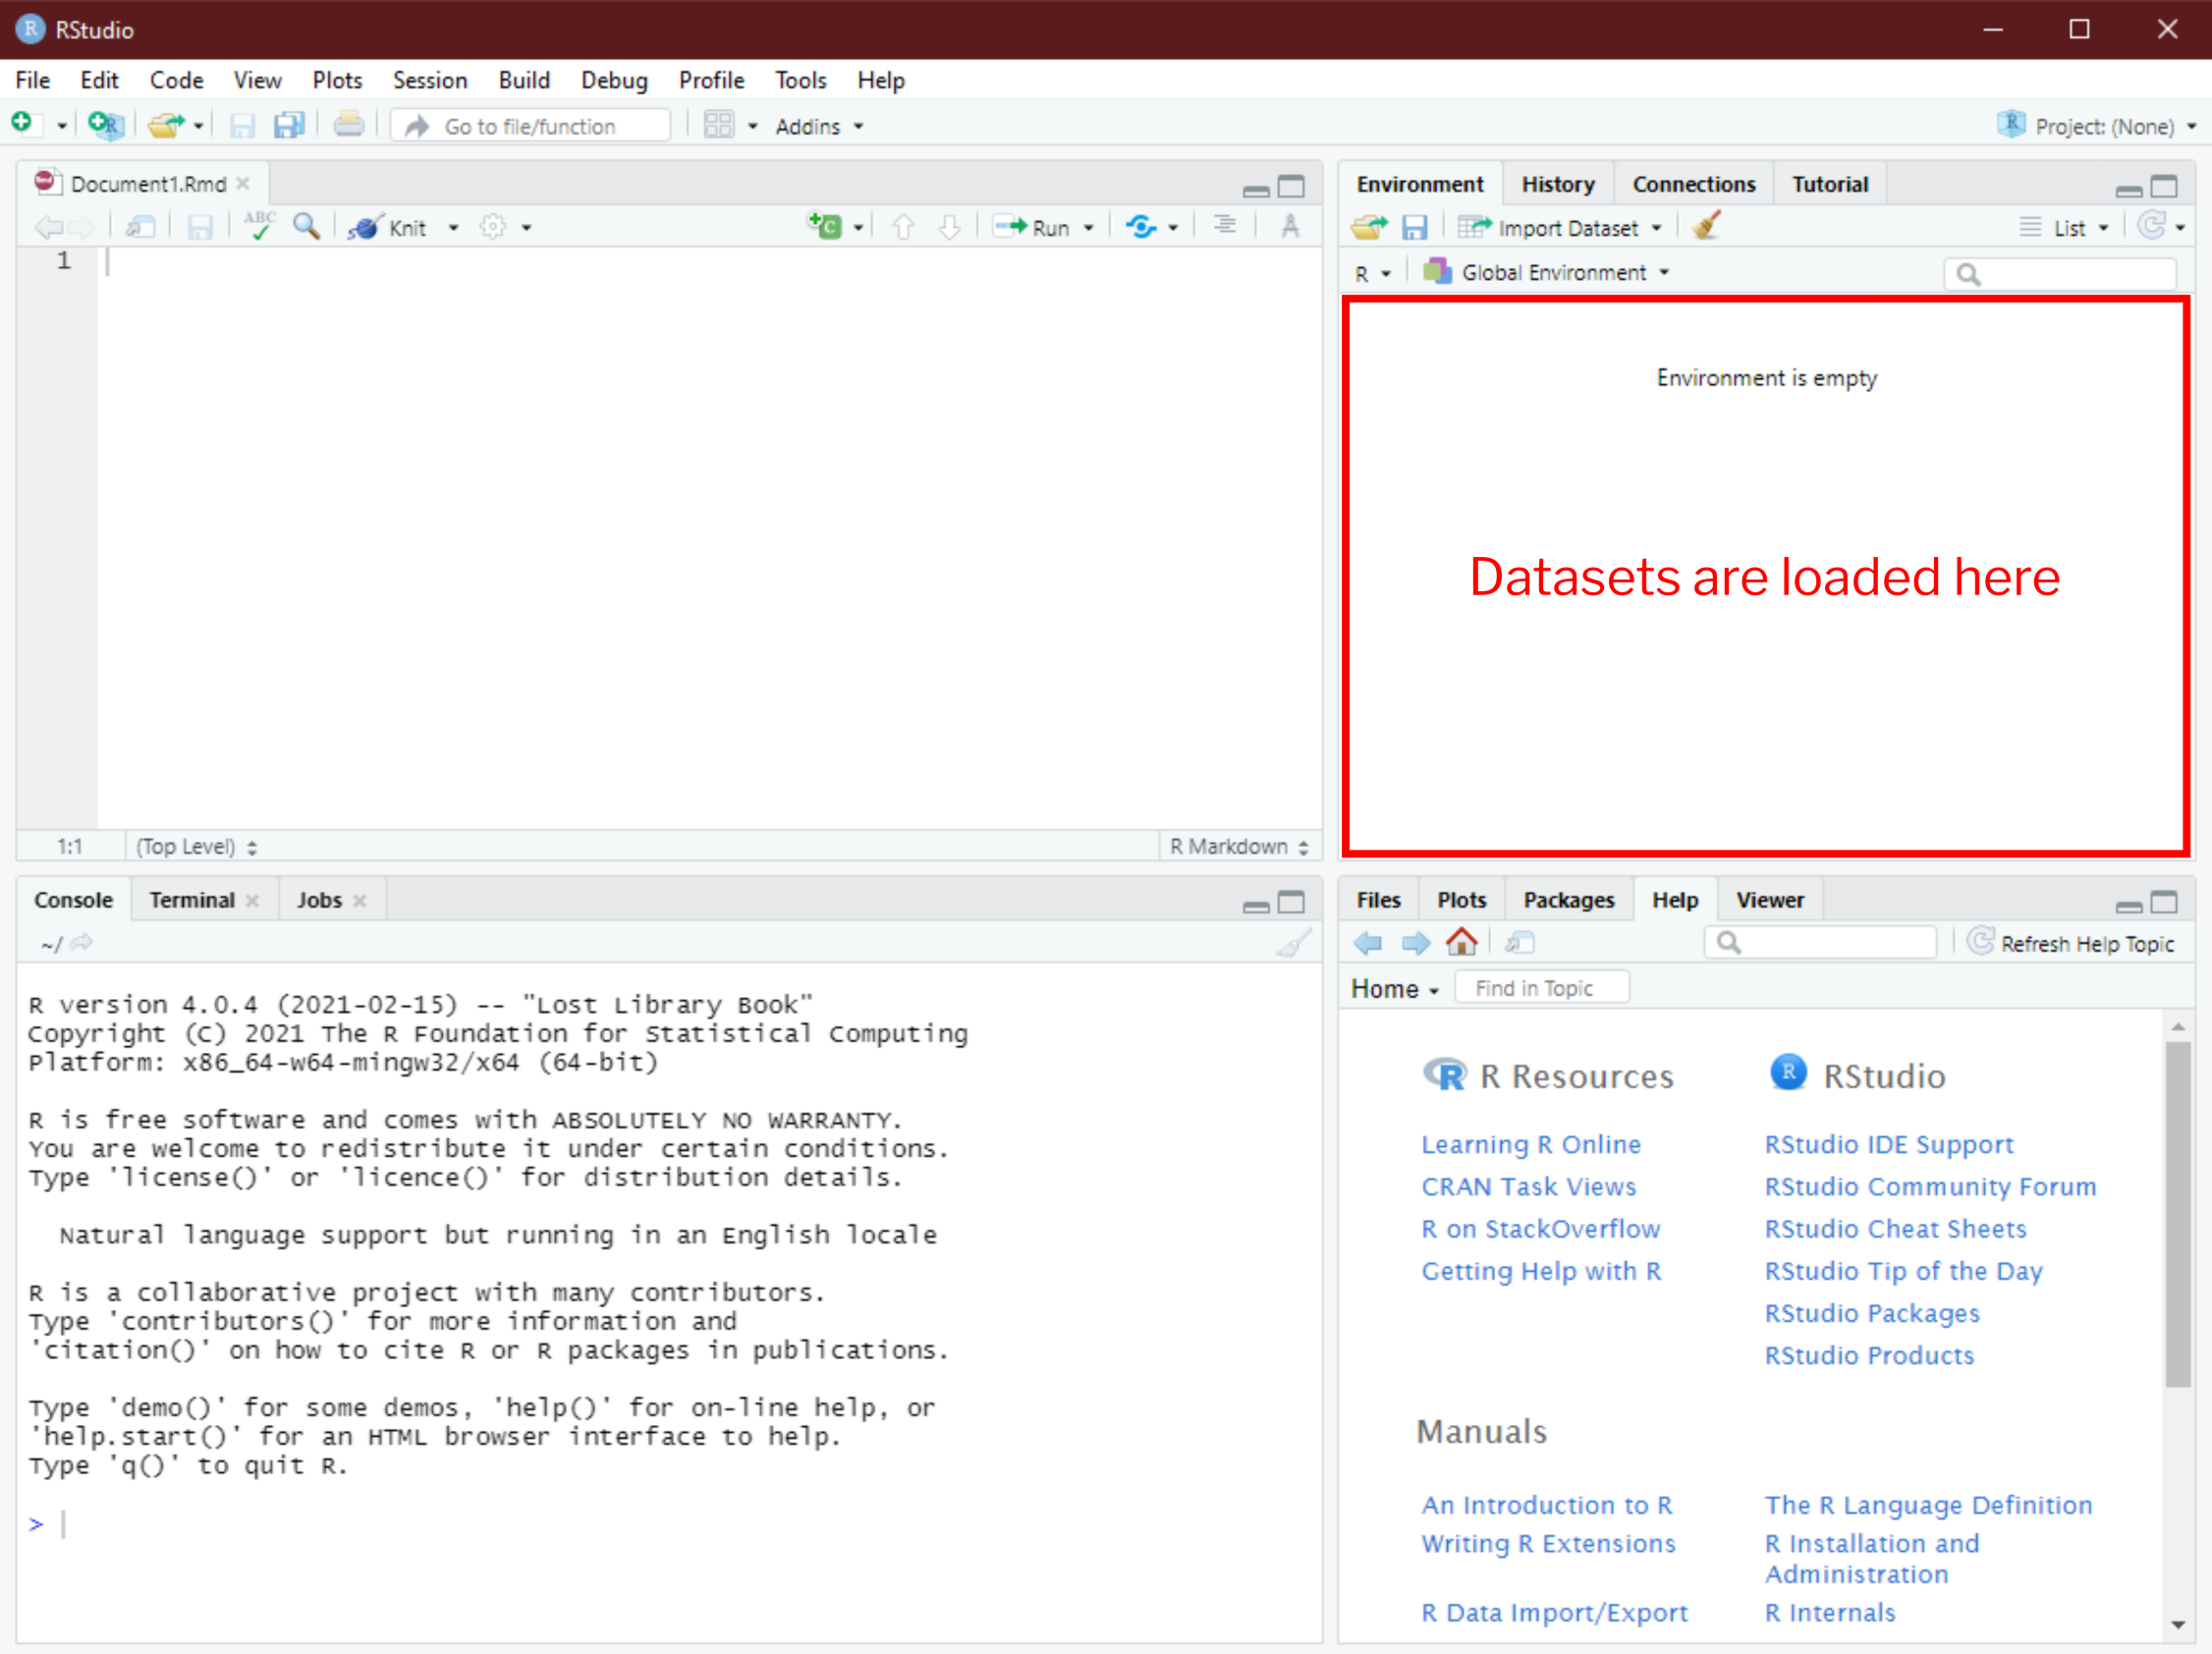 RStudio
File Edit Code View Plots Session Build Debug Profile Tools Help
Go to file/function Addins Project: (None)
Document1.Rmd
ABC Knit Run
1
1:1 (Top Level) R Markdown
Environment History Connections Tutorial
Import Dataset List
R Global Environment
Environment is empty
Datasets are loaded here
Console Terminal Jobs
~/
R version 4.0.4 (2021-02-15) -- "Lost Library Book"
Copyright (C) 2021 The R Foundation for Statistical Computing
Platform: x86_64-w64-mingw32/x64 (64-bit)
R is free software and comes with ABSOLUTELY NO WARRANTY.
You are welcome to redistribute it under certain conditions.
Type 'license()' or 'licence()' for distribution details.
Natural language support but running in an English locale
R is a collaborative project with many contributors.
Type 'contributors()' for more information and
'citation()' on how to cite R or R packages in publications.
Type 'demo()' for some demos, 'help()' for on-line help, or
'help.start()' for an HTML browser interface to help.
Type 'q()' to quit R.
>
Files Plots Packages Help Viewer
Refresh Help Topic
Home Find in Topic
R Resources
Learning R Online
CRAN Task Views
R on StackOverflow
Getting Help with R
RStudio
RStudio IDE Support
RStudio Community Forum
RStudio Cheat Sheets
RStudio Tip of the Day
RStudio Packages
RStudio Products
Manuals
An Introduction to R
Writing R Extensions
R Data Import/Export
The R Language Definition
R Installation and
Administration
R Internals